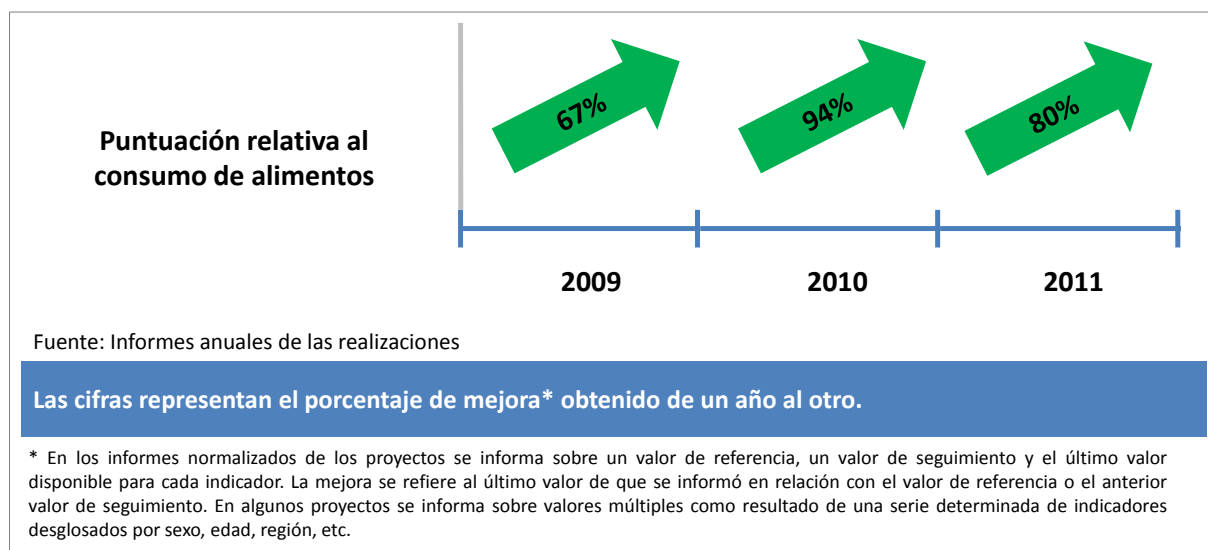 67%
94%
80%
Puntuación relativa al
consumo de alimentos
2009
2010
2011
Fuente: Informes anuales de las realizaciones
Las cifras representan el porcentaje de mejora* obtenido de un año al otro.
* En los informes normalizados de los proyectos se informa sobre un valor de referencia, un valor de seguimiento y el último valor
disponible para cada indicador. La mejora se refiere al último valor de que se informó en relación con el valor de referencia o el anterior
valor de seguimiento. En algunos proyectos se informa sobre valores múltiples como resultado de una serie determinada de indicadores
desglosados por sexo, edad, región, etc.